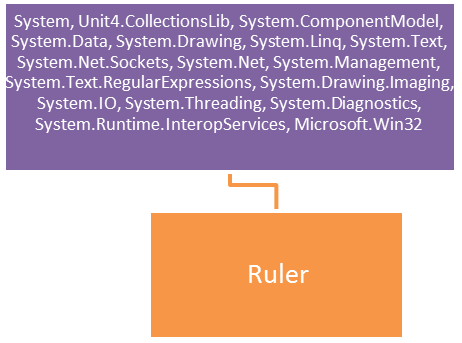 System, Unit4.CollectionsLib, System.ComponentModel,
System.Data, System.Drawing, System.Linq, System.Text,
System.Net.Sockets, System.Net, System.Management,
System.Text.RegularExpressions, System.Drawing.Imaging,
System.IO, System.Threading, System.Diagnostics,
System.Runtime.InteropServices, Microsoft.Win32
Ruler